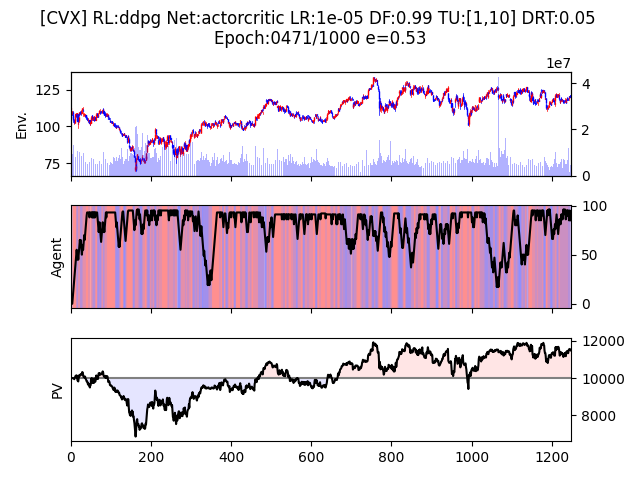 [CVX] RL:ddpg Net:actorcritic LR:1e-05 DF:0.99 TU:[1,10] DRT:0.05
Epoch:0471/1000 e=0.53
1e7
125
100
75
Env.
4
2
0
Agent
100
50
0
PV
12000
10000
8000
0 200 400 600 800 1000 1200